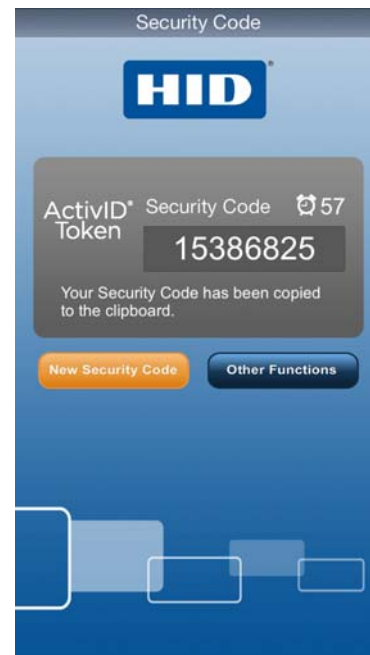 Security Code
HID®
ActivID®
Token
Security Code
57
15386825
Your Security Code has been copied
to the clipboard.
New Security Code
Other Functions